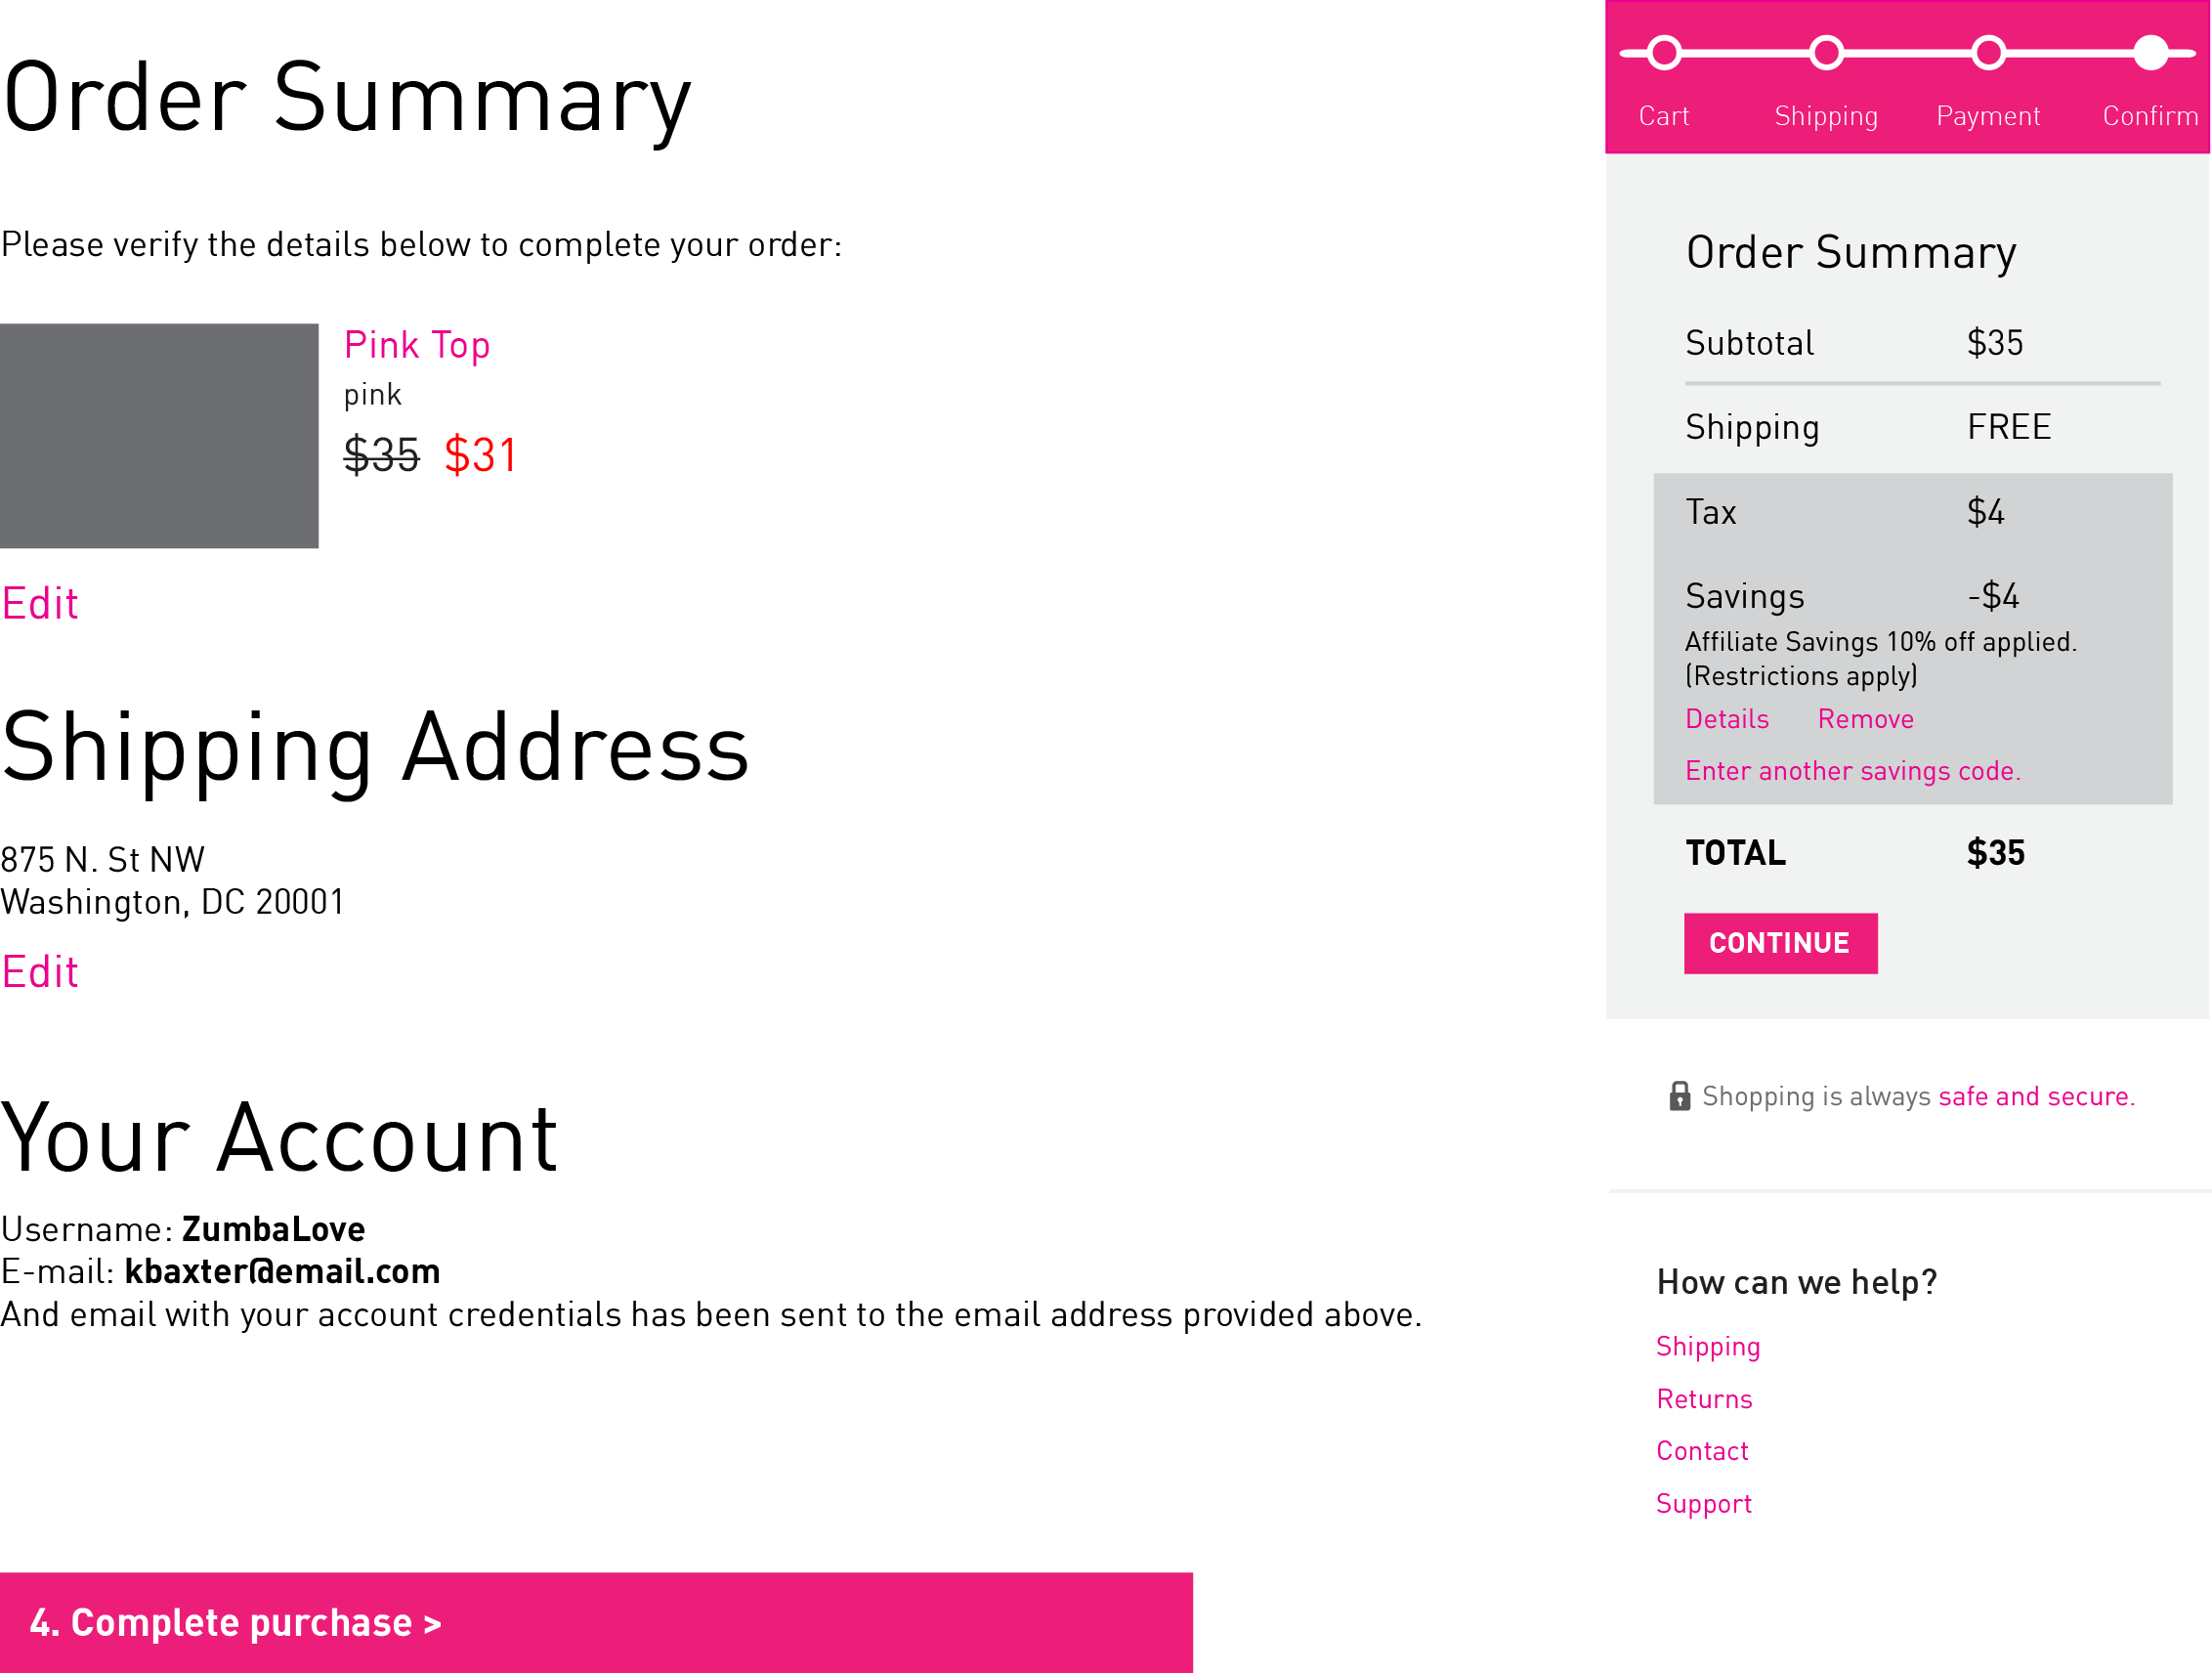 Order Summary
Please verify the details below to complete your order:
Pink Top
pink
$35 $31
Edit
Shipping Address
875 N. St NW
Washington, DC 20001
Edit
Your Account
Username: ZumbaLove
E-mail: kbaxter@email.com
And email with your account credentials has been sent to the email address provided above.
4. Complete purchase >
Cart Shipping Payment Confirm
Order Summary
Subtotal $35
Shipping FREE
Tax $4
Savings -$4
Affiliate Savings 10% off applied.
(Restrictions apply)
Details Remove
Enter another savings code.
TOTAL $35
CONTINUE
Shopping is always safe and secure.
How can we help?
Shipping
Returns
Contact
Support